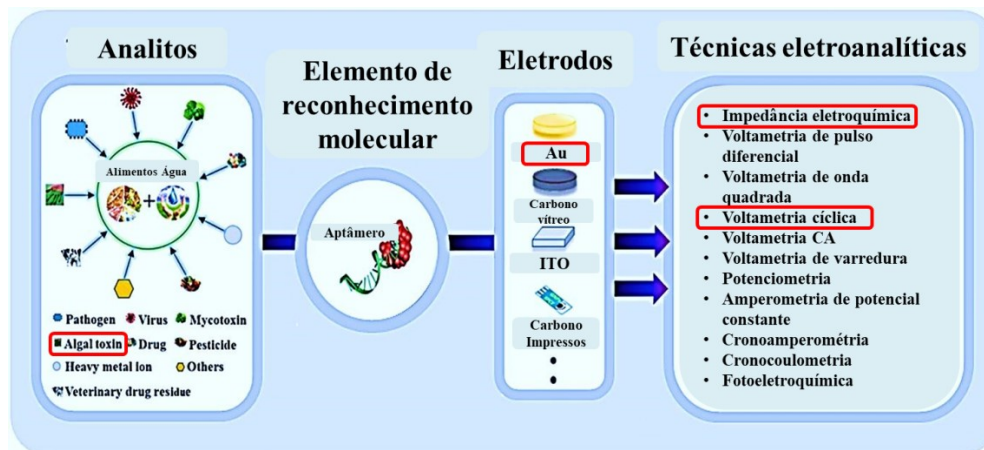 Analitos
Alimentos Água
Pathogen Virus Mycotoxin
Algal toxin Drug Pesticide
Heavy metal ion Others
Veterinary drug residue
Elemento de
reconhecimento
molecular
Aptâmero
Eletrodos
Au
Carbono
vítreo
ITO
Carbono
Impressos
Técnicas eletroanalíticas
• Impedância eletroquímica
• Voltametria de pulso
diferencial
• Voltametria de onda
quadrada
• Voltametria cíclica
• Voltametria CA
• Voltametria de varredura
• Potenciometria
• Amperometria de potencial
constante
• Cronoamperométria
• Cronocoulometria
• Fotoeletroquímica